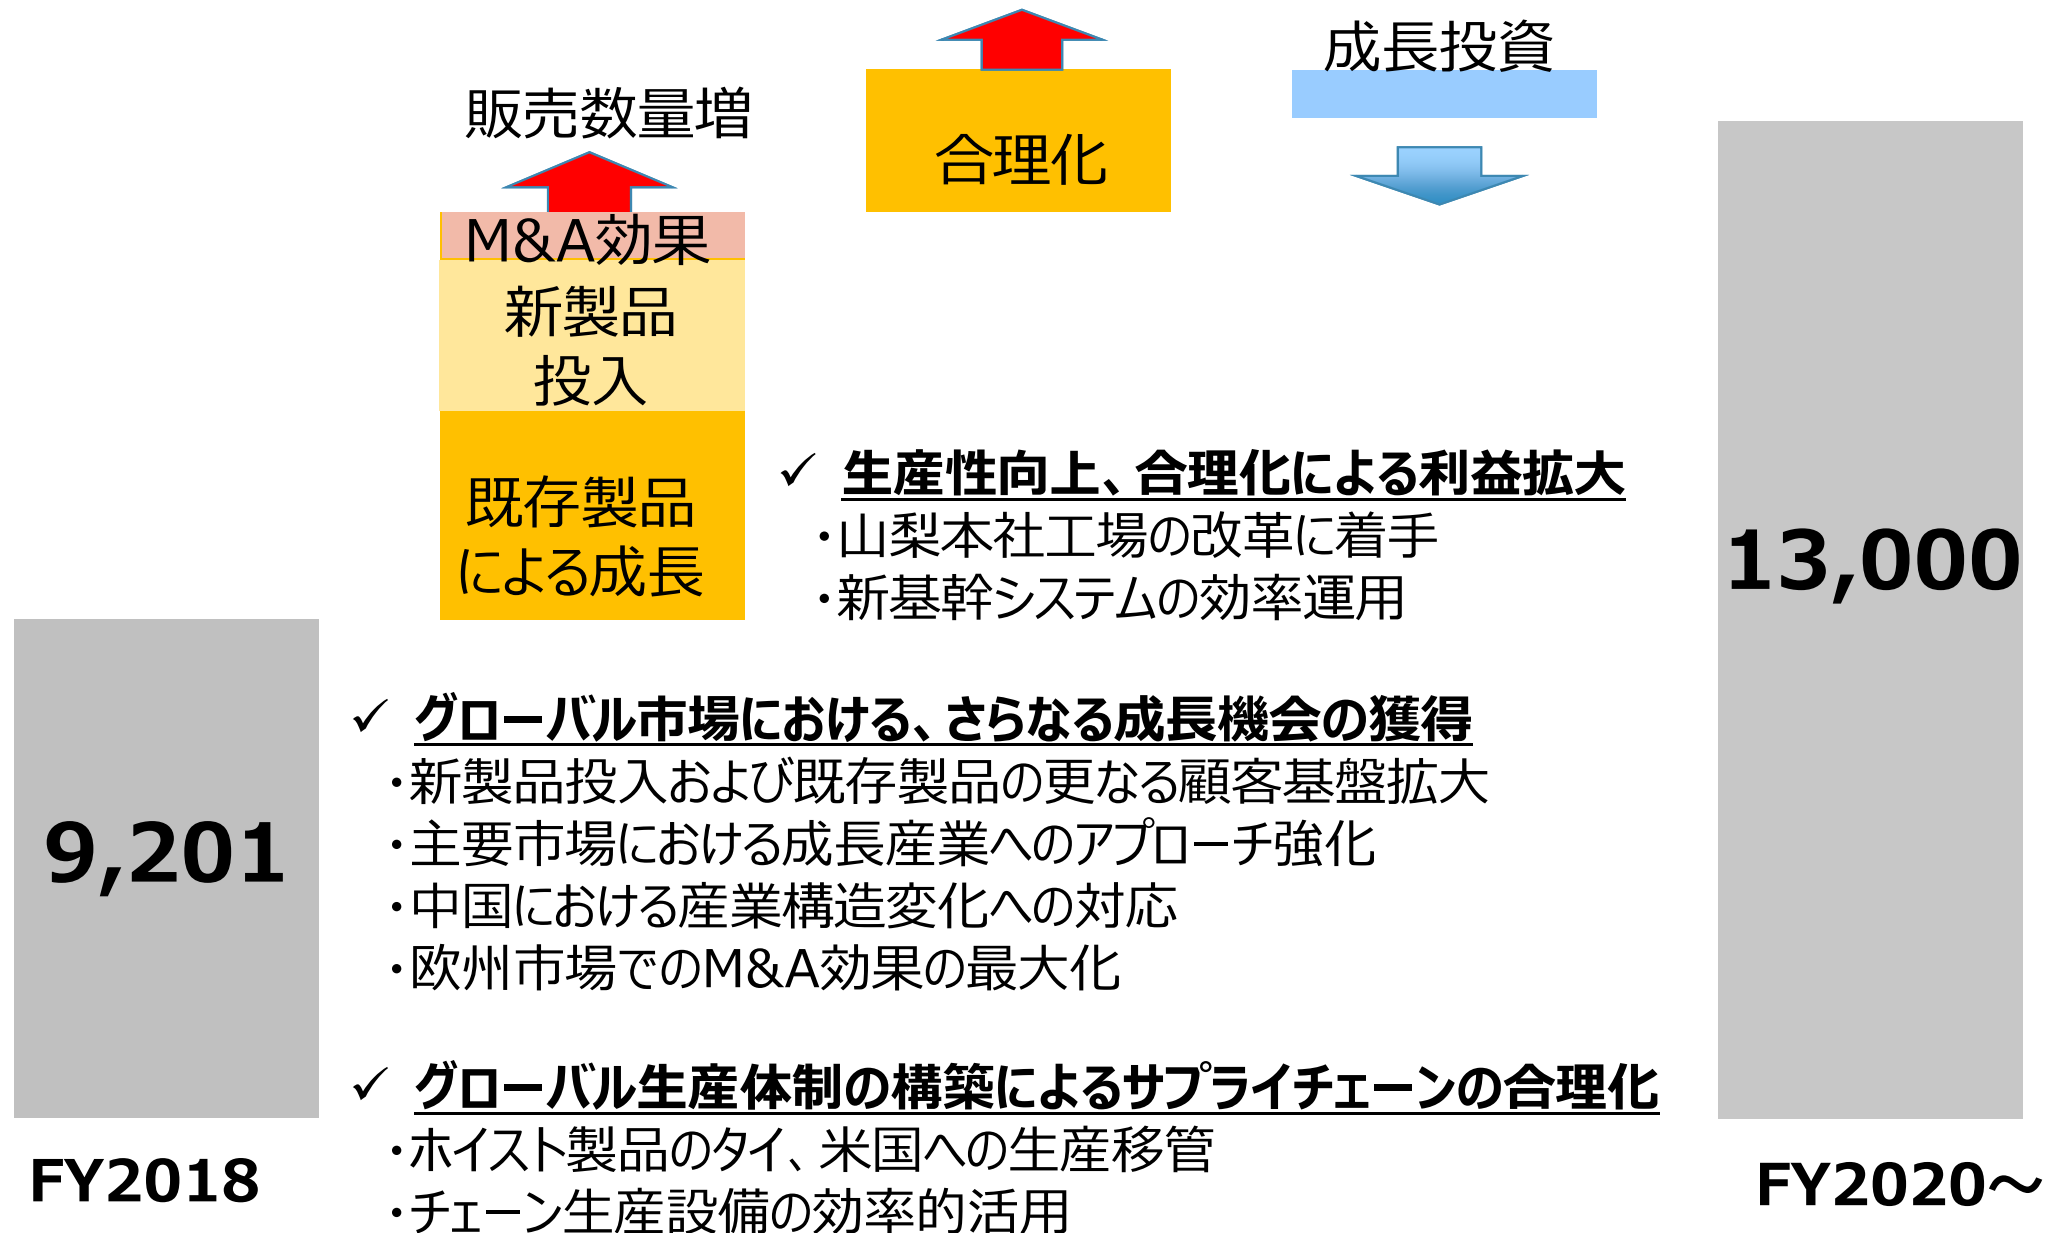 成長投資
販売数量増
合理化
M&A効果
新製品
投入
既存製品
による成長
✓ 生産性向上、合理化による利益拡大
・山梨本社工場の改革に着手
・新基幹システムの効率運用
13,000
9,201
✓ グローバル市場における、さらなる成長機会の獲得
・新製品投入および既存製品の更なる顧客基盤拡大
・主要市場における成長産業へのアプローチ強化
・中国における産業構造変化への対応
・欧州市場でのM&A効果の最大化
✓ グローバル生産体制の構築によるサプライチェーンの合理化
・ホイスト製品のタイ、米国への生産移管
・チェーン生産設備の効率的活用
FY2018
FY2020～